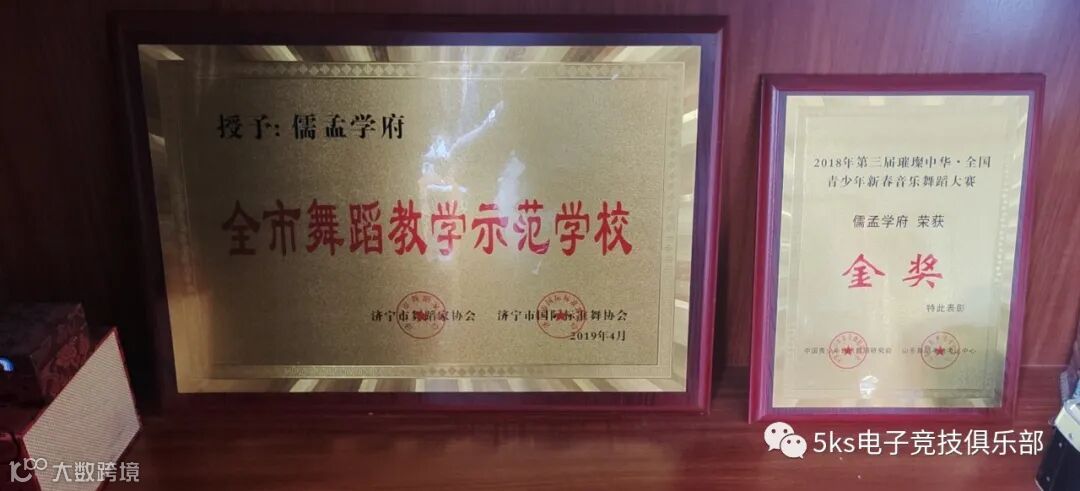 授予: 儒孟学府
全市舞蹈教学示范学校
济宁市舞蹈家协会 济宁市国际标准舞协会
2019年4月
2018年第三届璀璨中华·全国
青少年新春音乐舞蹈大赛
儒孟学府 荣获
金奖
特此表彰
5ks电子竞技俱乐部
大数跨境